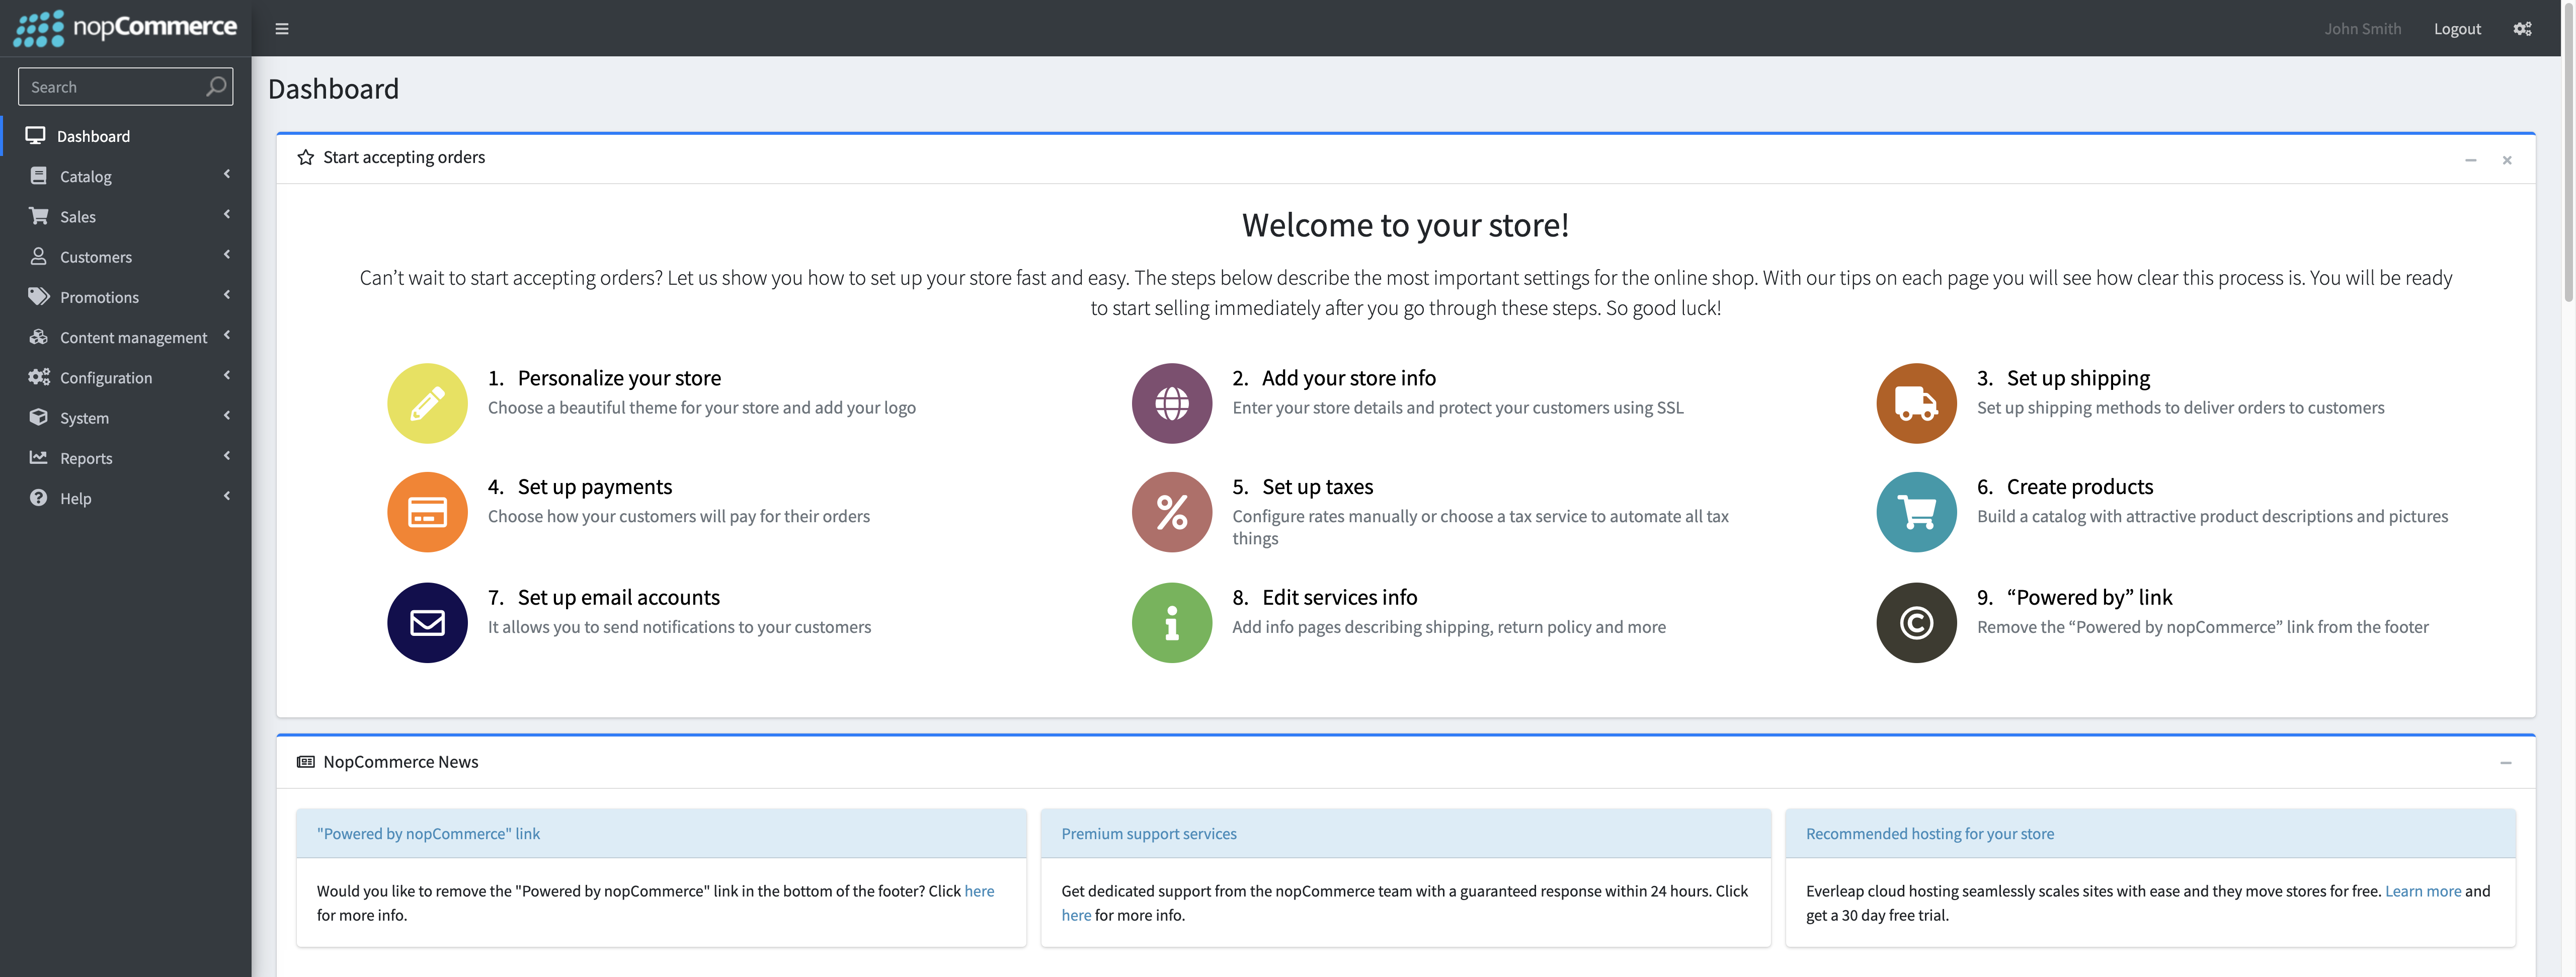 nopCommerce
John Smith
Logout
Search
Dashboard
Catalog
Sales
Customers
Promotions
Content management
Configuration
System
Reports
Help
Dashboard
Start accepting orders
Welcome to your store!
Can’t wait to start accepting orders? Let us show you how to set up your store fast and easy. The steps below describe the most important settings for the online shop. With our tips on each page you will see how clear this process is. You will be ready
to start selling immediately after you go through these steps. So good luck!
1. Personalize your store
Choose a beautiful theme for your store and add your logo
2. Add your store info
Enter your store details and protect your customers using SSL
3. Set up shipping
Set up shipping methods to deliver orders to customers
4. Set up payments
Choose how your customers will pay for their orders
5. Set up taxes
Configure rates manually or choose a tax service to automate all tax
things
6. Create products
Build a catalog with attractive product descriptions and pictures
7. Set up email accounts
It allows you to send notifications to your customers
8. Edit services info
Add info pages describing shipping, return policy and more
9. “Powered by” link
Remove the “Powered by nopCommerce” link from the footer
NopCommerce News
"Powered by nopCommerce" link
Would you like to remove the "Powered by nopCommerce" link in the bottom of the footer? Click here
for more info.
Premium support services
Get dedicated support from the nopCommerce team with a guaranteed response within 24 hours. Click
here for more info.
Recommended hosting for your store
Everleap cloud hosting seamlessly scales sites with ease and they move stores for free. Learn more and
get a 30 day free trial.